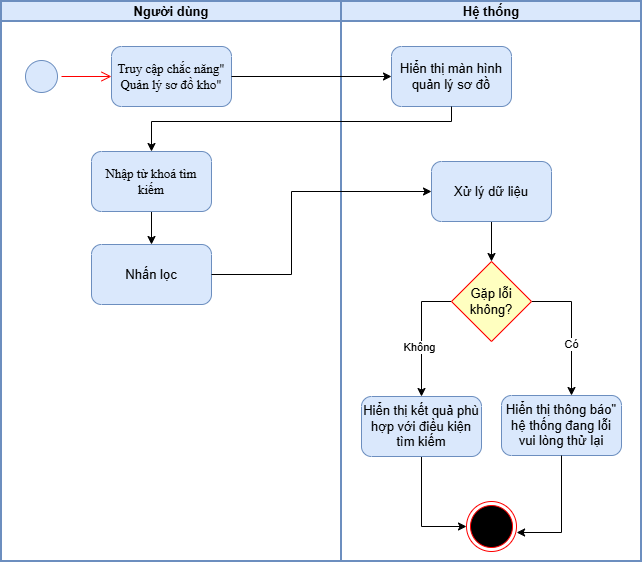 Người dùng
Hệ thống
Truy cập chắc năng"
Quản lý sơ đồ kho"
Hiển thị màn hình
quản lý sơ đồ
Nhập từ khoá tìm
kiếm
Xử lý dữ liệu
Nhấn lọc
Gặp lỗi
không?
Không
Có
Hiển thị kết quả phù
hợp với điều kiện
tìm kiếm
Hiển thị thông báo"
hệ thống đang lỗi
vui lòng thử lại